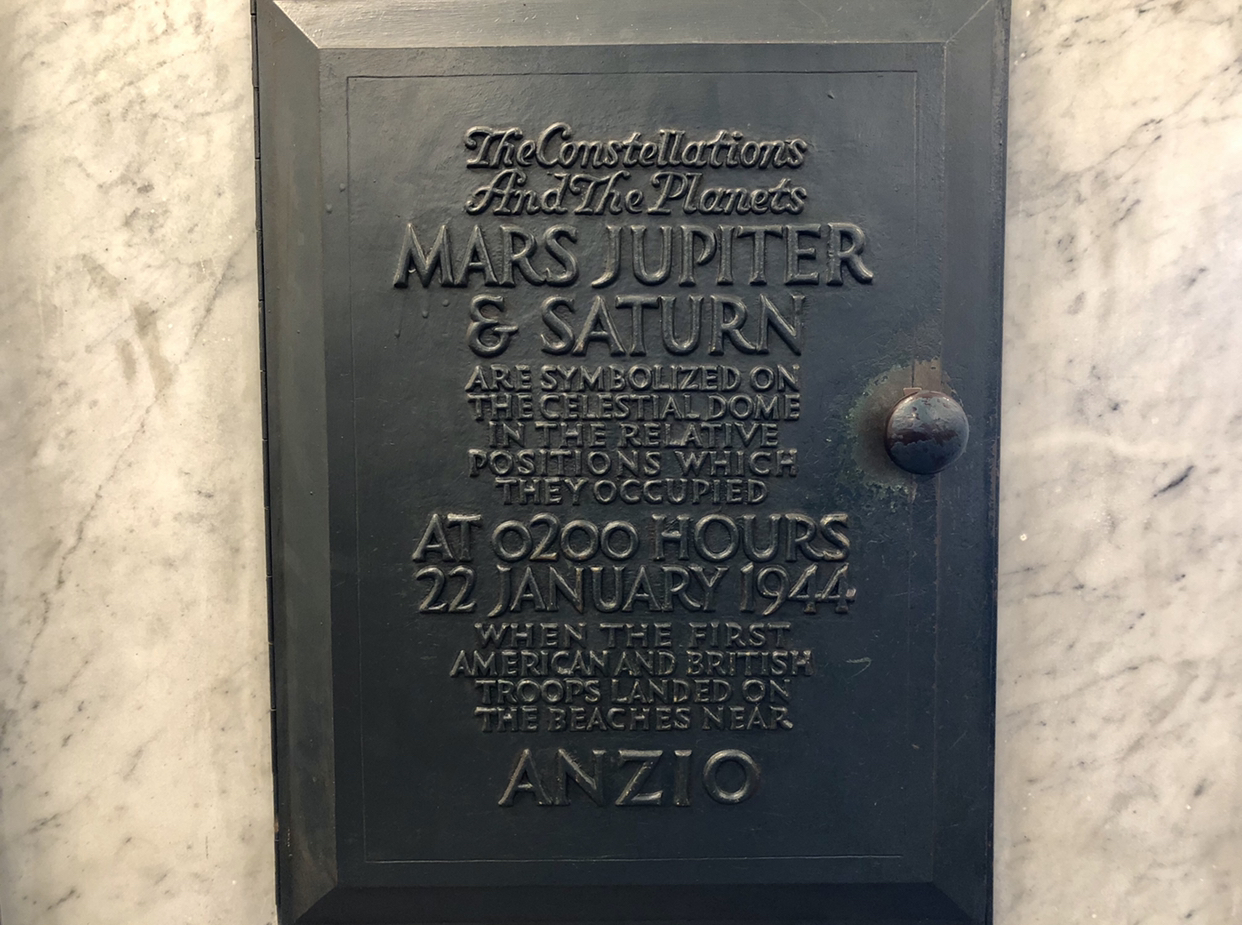 The Constellations
And The Planets
MARS JUPITER
& SATURN
ARE SYMBOLIZED ON
THE CELESTIAL DOME
IN THE RELATIVE
POSITIONS WHICH
THEY OCCUPIED
AT 0200 HOURS
22 JANUARY 1944
WHEN THE FIRST
AMERICAN AND BRITISH
TROOPS LANDED ON
THE BEACHES NEAR
ANZIO